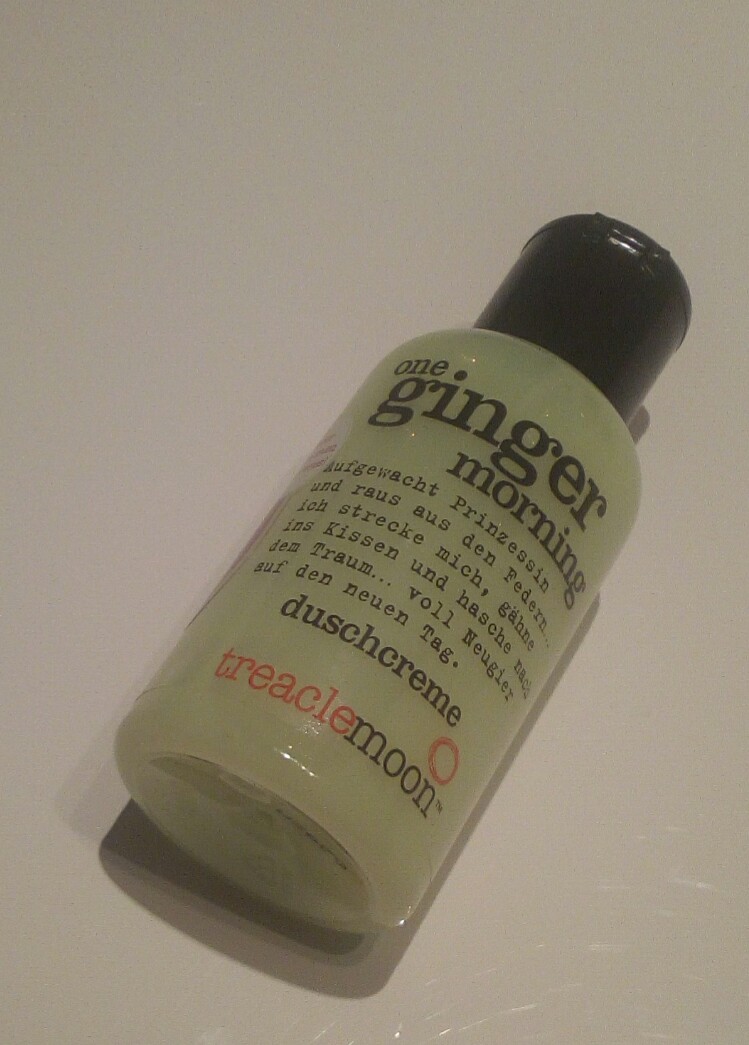 one
ginger
morning
Aufgewacht Prinzessin
und raus aus den Federn...
ich strecke mich, gähne
ins Kissen und hasche nach
dem Traum... voll Neugier
auf den neuen Tag.
duschcreme
treaclemoon™